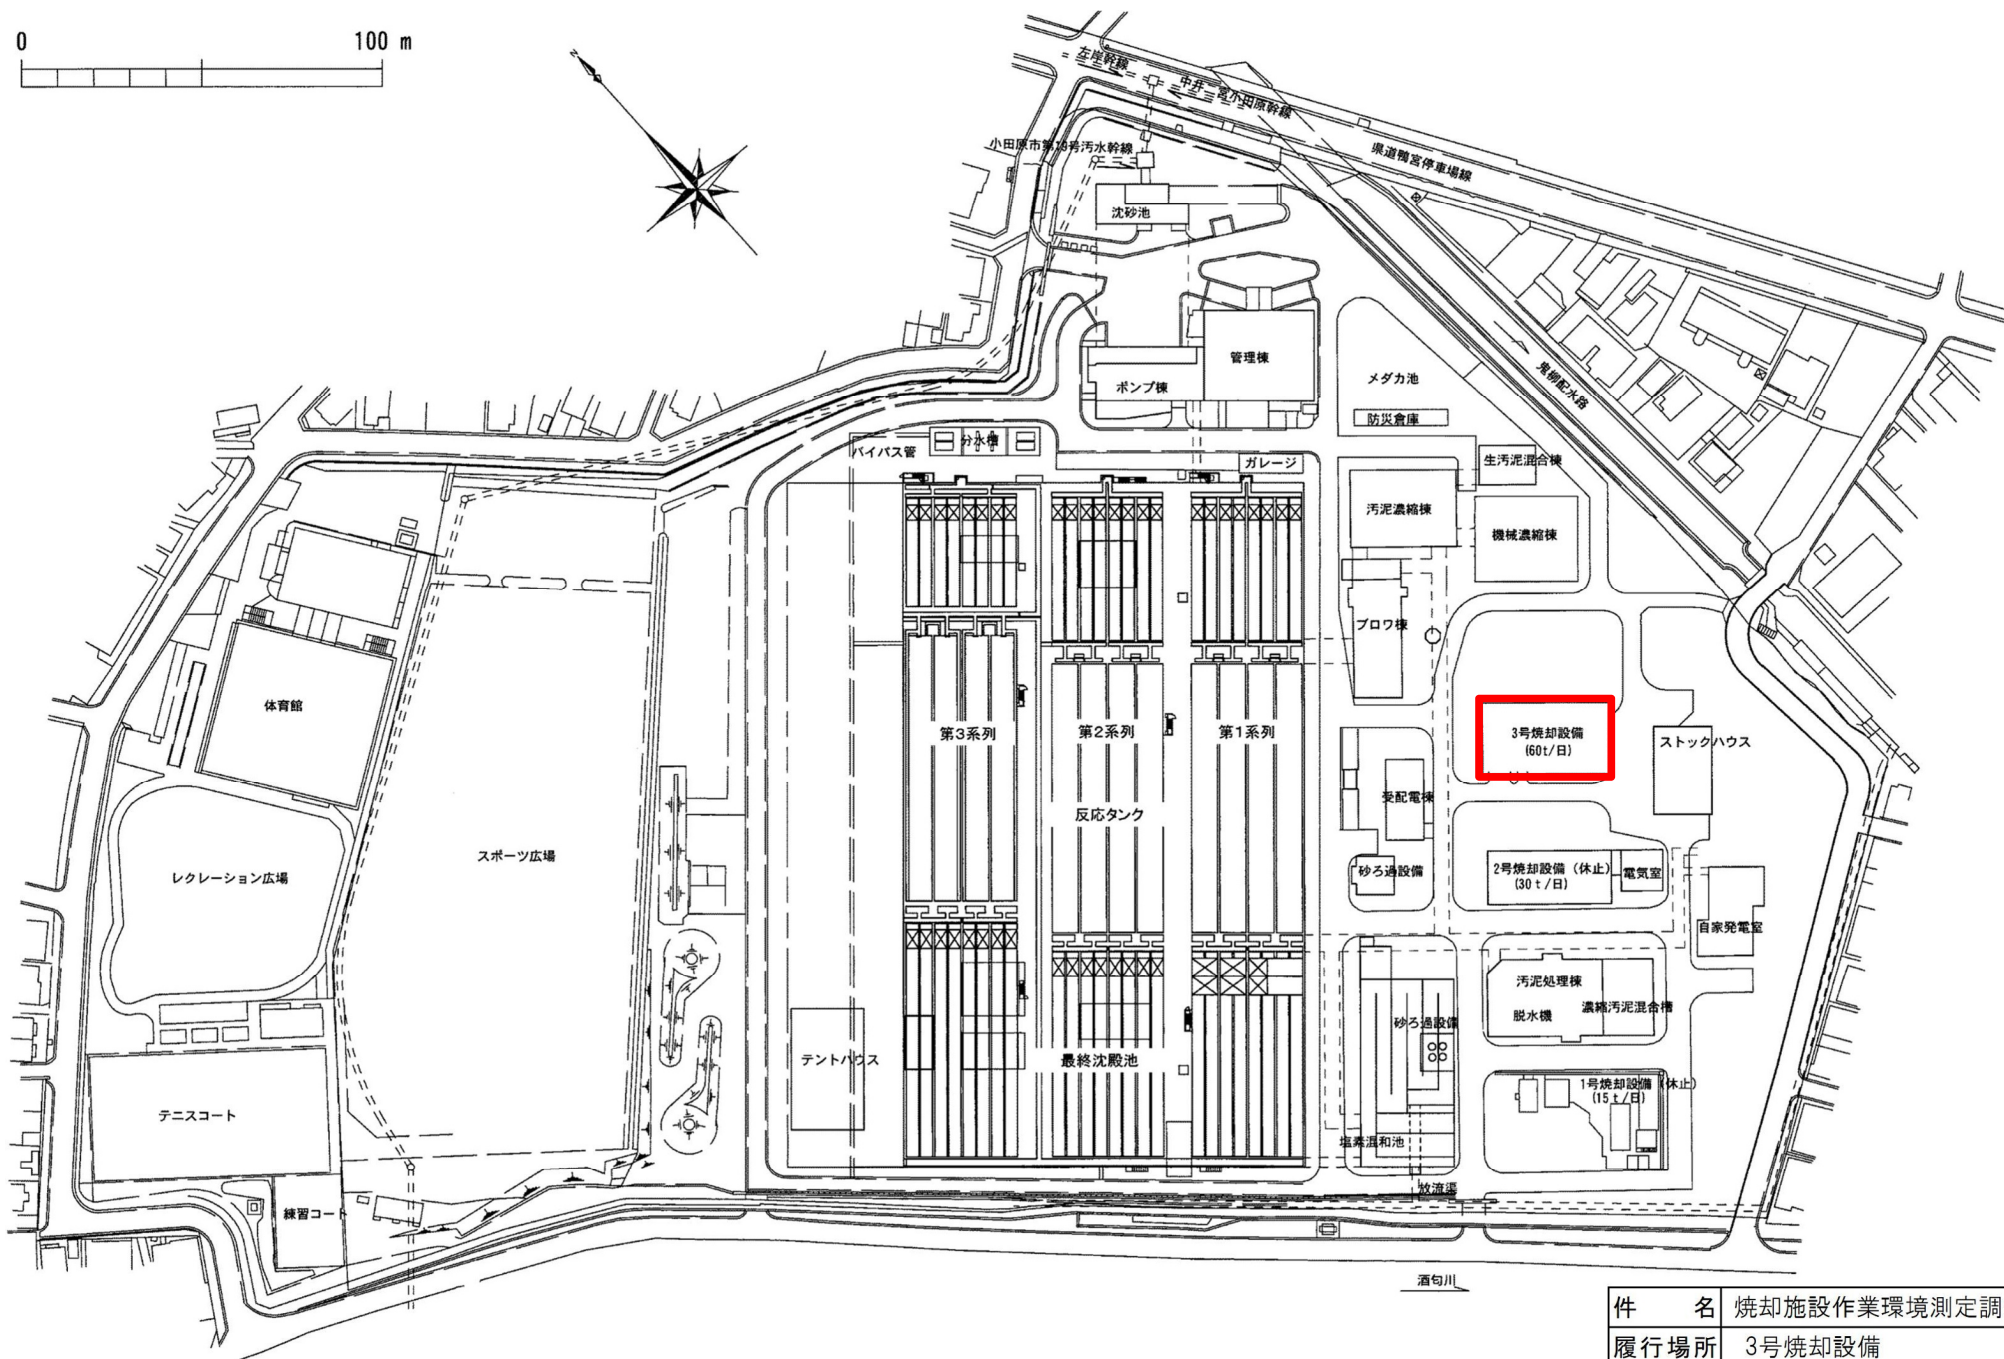 0 100 m
左岸幹線
中井二宮小田原幹線
小田原市第19号汚水幹線
県道鴨宮停車場線
沈砂池
管理棟
ポンプ棟
メダカ池
鬼柳配水路
防災倉庫
バイパス管
分水槽
ガレージ
生汚泥混合棟
汚泥濃縮棟
機械濃縮棟
ブロワ棟
体育館
第3系列
第2系列
第1系列
3号焼却設備
(60t/日)
ストックハウス
受配電棟
反応タンク
スポーツ広場
レクレーション広場
砂ろ過設備
2号焼却設備（休止）
(30ｔ/日)
電気室
自家発電室
汚泥処理棟
脱水機
濃縮汚泥混合槽
砂ろ過設備
テントハウス
最終沈殿池
1号焼却設備（休止）
(15ｔ/日)
テニスコート
塩素混和池
放流渠
練習コート
酒匂川
件 名 焼却施設作業環境測定調
履行場所 3号焼却設備